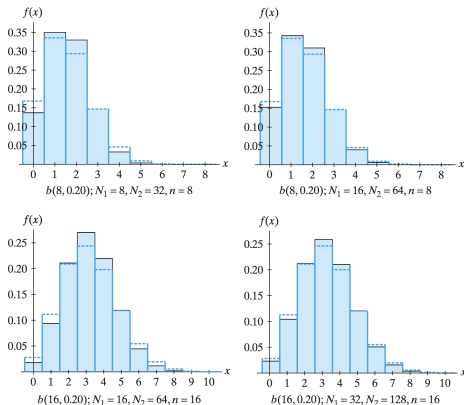 f(x)
0.35
0.30
0.25
0.20
0.15
0.10
0.05
0 1 2 3 4 5 6 7 8 x
b(8, 0.20); N₁ = 8, N₂ = 32, n = 8
f(x)
0.35
0.30
0.25
0.20
0.15
0.10
0.05
0 1 2 3 4 5 6 7 8 x
b(8, 0.20); N₁ = 16, N₂ = 64, n = 8
f(x)
0.25
0.20
0.15
0.10
0.05
0 1 2 3 4 5 6 7 8 9 10 x
b(16, 0.20); N₁ = 16, N₂ = 64, n = 16
f(x)
0.25
0.20
0.15
0.10
0.05
0 1 2 3 4 5 6 7 8 9 10 x
b(16, 0.20); N₁ = 32, N₂ = 128, n = 16